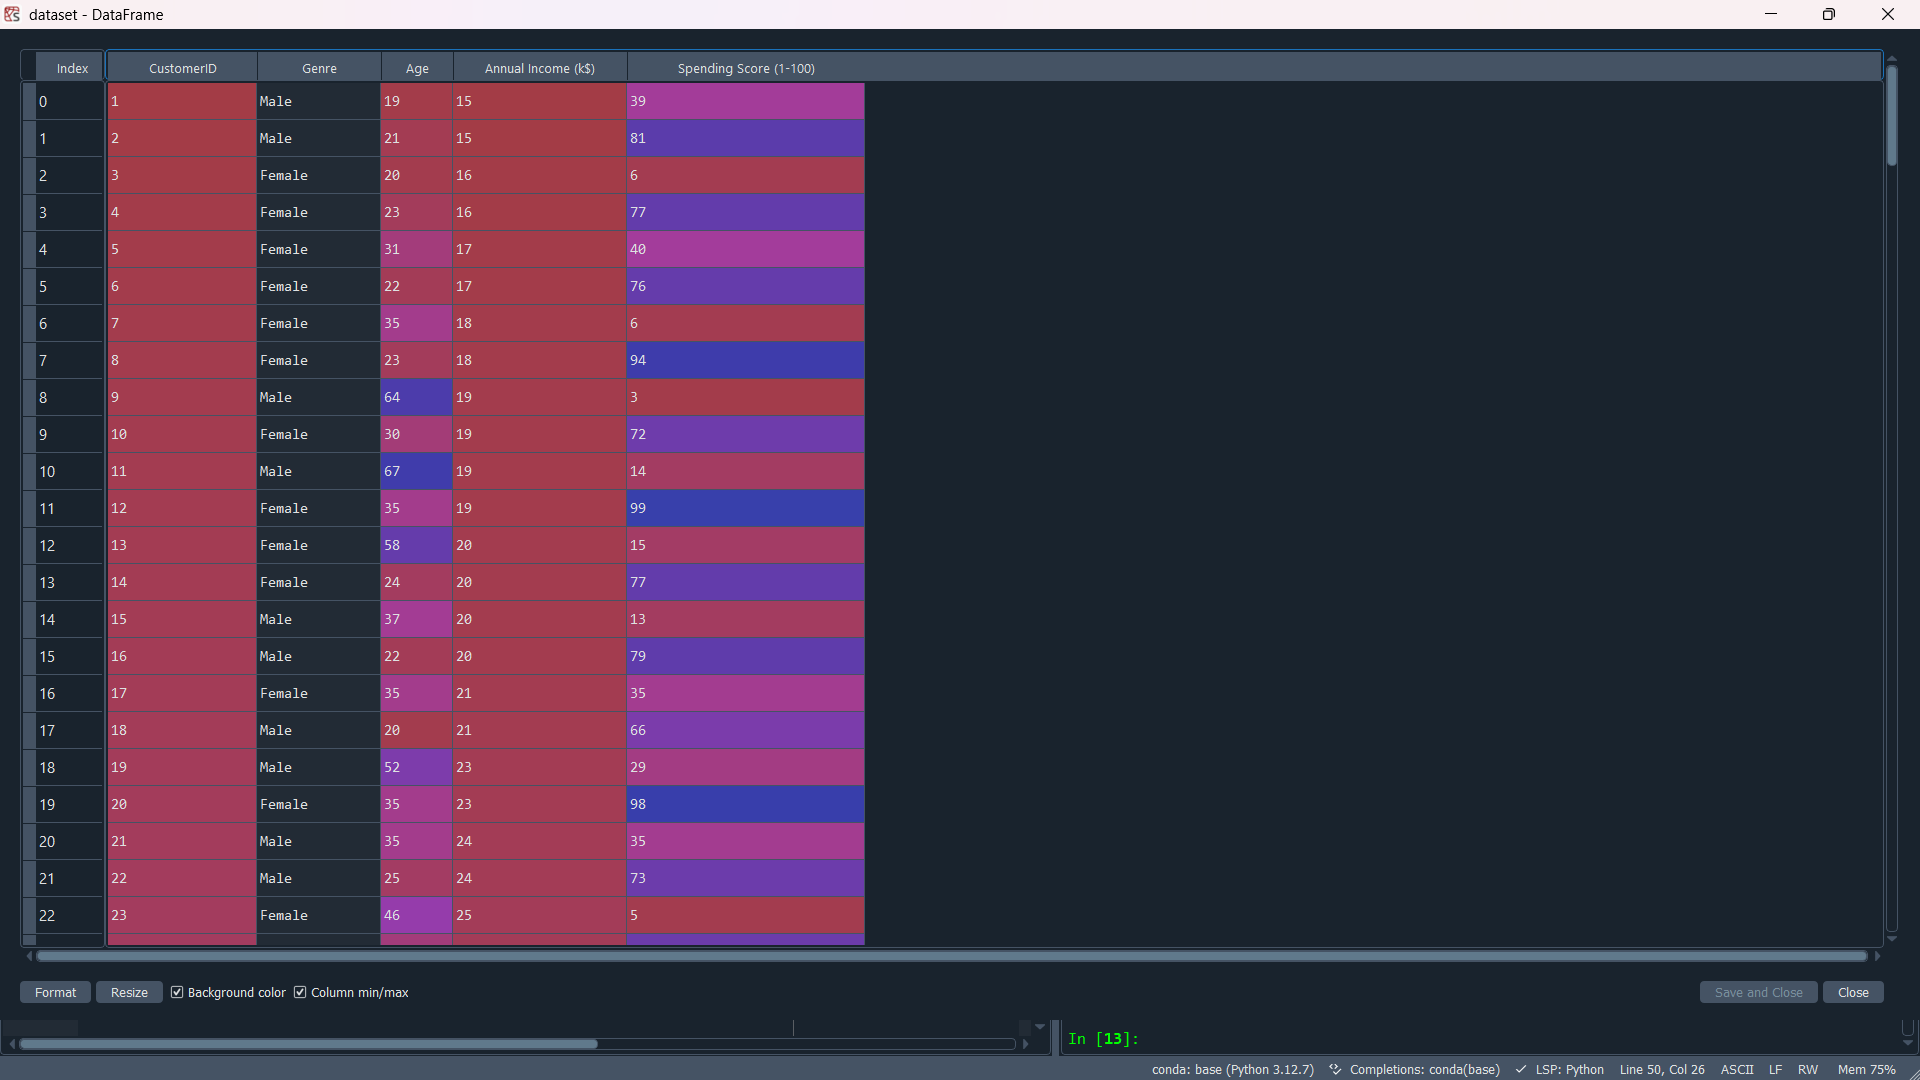 dataset - DataFrame
Index CustomerID Genre Age Annual Income (k$) Spending Score (1-100)
0 1 Male 19 15 39
1 2 Male 21 15 81
2 3 Female 20 16 6
3 4 Female 23 16 77
4 5 Female 31 17 40
5 6 Female 22 17 76
6 7 Female 35 18 6
7 8 Female 23 18 94
8 9 Male 64 19 3
9 10 Female 30 19 72
10 11 Male 67 19 14
11 12 Female 35 19 99
12 13 Female 58 20 15
13 14 Female 24 20 77
14 15 Male 37 20 13
15 16 Male 22 20 79
16 17 Female 35 21 35
17 18 Male 20 21 66
18 19 Male 52 23 29
19 20 Female 35 23 98
20 21 Male 35 24 35
21 22 Male 25 24 73
22 23 Female 46 25 5
Format Resize Background color Column min/max Save and Close Close
In [13]:
conda: base (Python 3.12.7) Completions: conda(base) LSP: Python Line 50, Col 26 ASCII LF RW Mem 75%